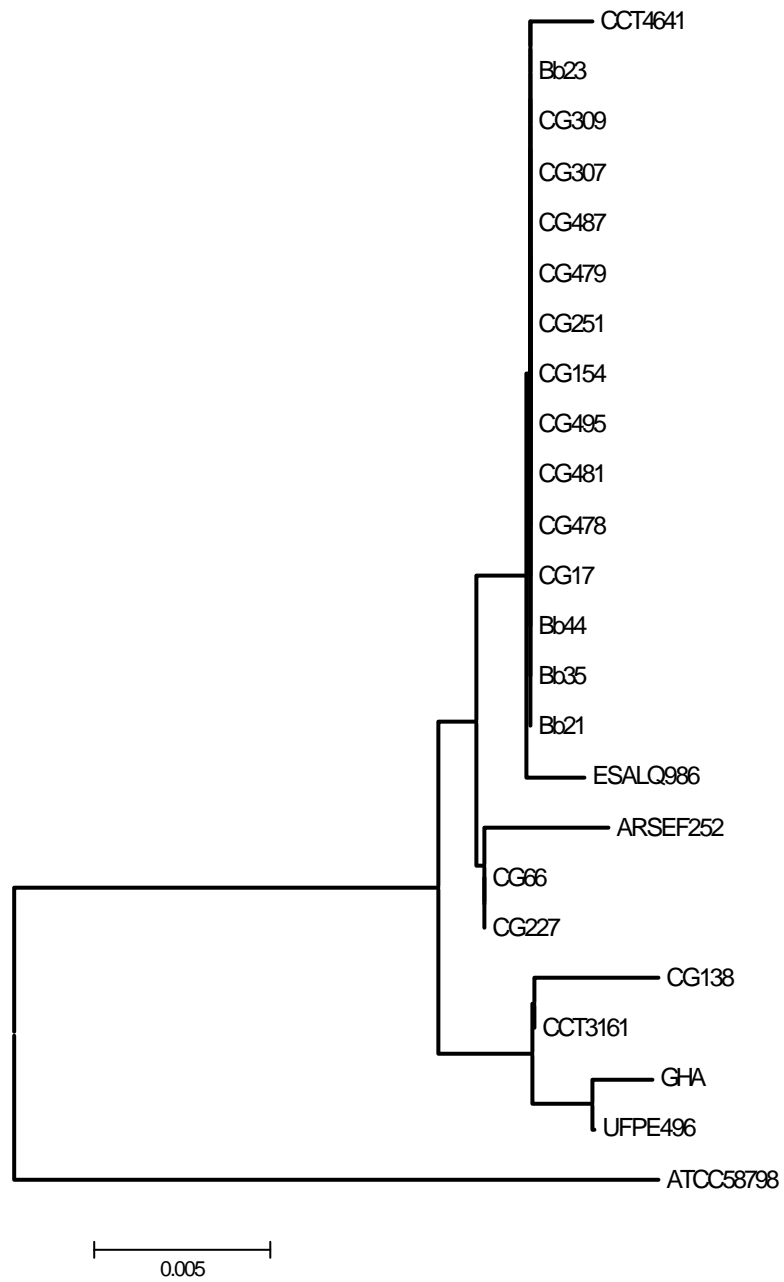 CCT4641
Bb23
CG309
CG307
CG487
CG479
CG251
CG154
CG495
CG481
CG478
CG17
Bb44
Bb35
Bb21
ESALQ986
ARSEF252
CG66
CG227
CG138
CCT3161
GHA
UFPE496
ATCC58798
0.005